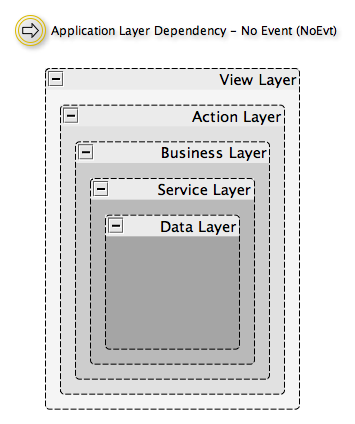 Application Layer Dependency – No Event (NoEvt)
View Layer
Action Layer
Business Layer
Service Layer
Data Layer